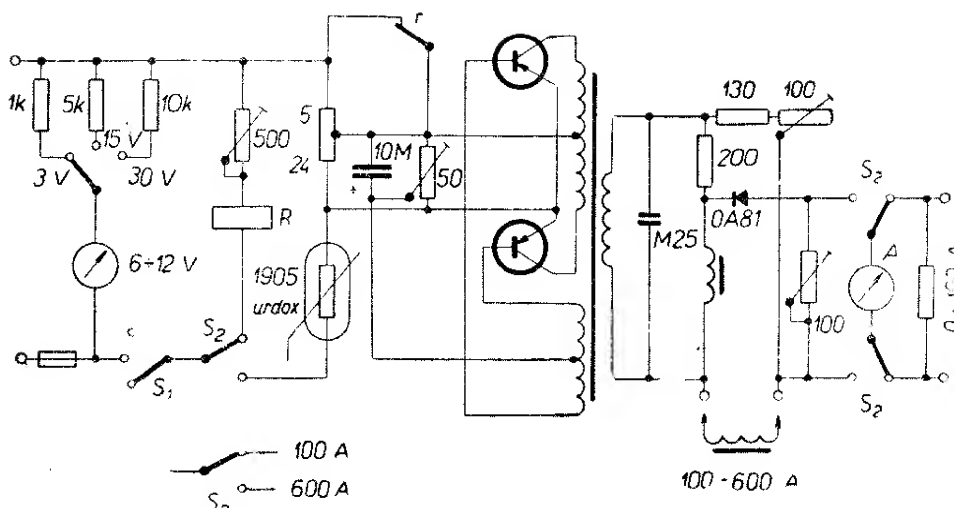 r
1k
5k
10k
15 V
3 V
30 V
500
5
24
10M
+
50
R
6÷12 V
1905
urdox
S₂
S₁
100 A
600 A
130
100
200
0A81
M25
100
S₂
A
S₂
100-600 A